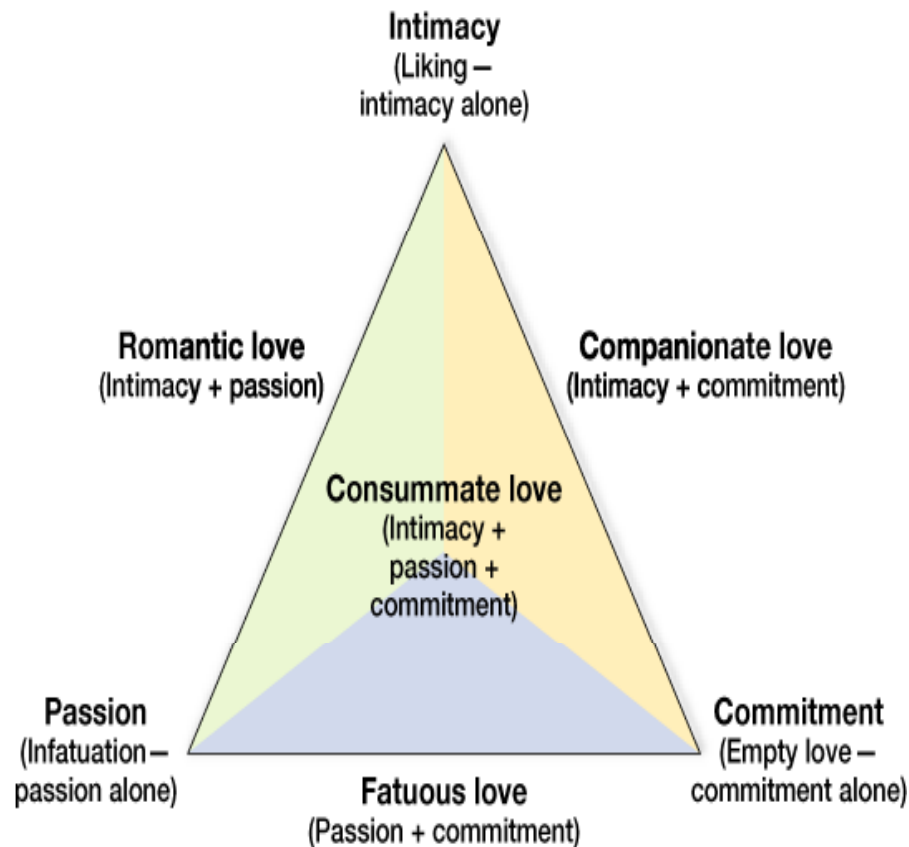 Intimacy
(Liking –
intimacy alone)
Romantic love
(Intimacy + passion)
Companionate love
(Intimacy + commitment)
Consummate love
(Intimacy +
passion +
commitment)
Passion
(Infatuation –
passion alone)
Commitment
(Empty love –
commitment alone)
Fatuous love
(Passion + commitment)